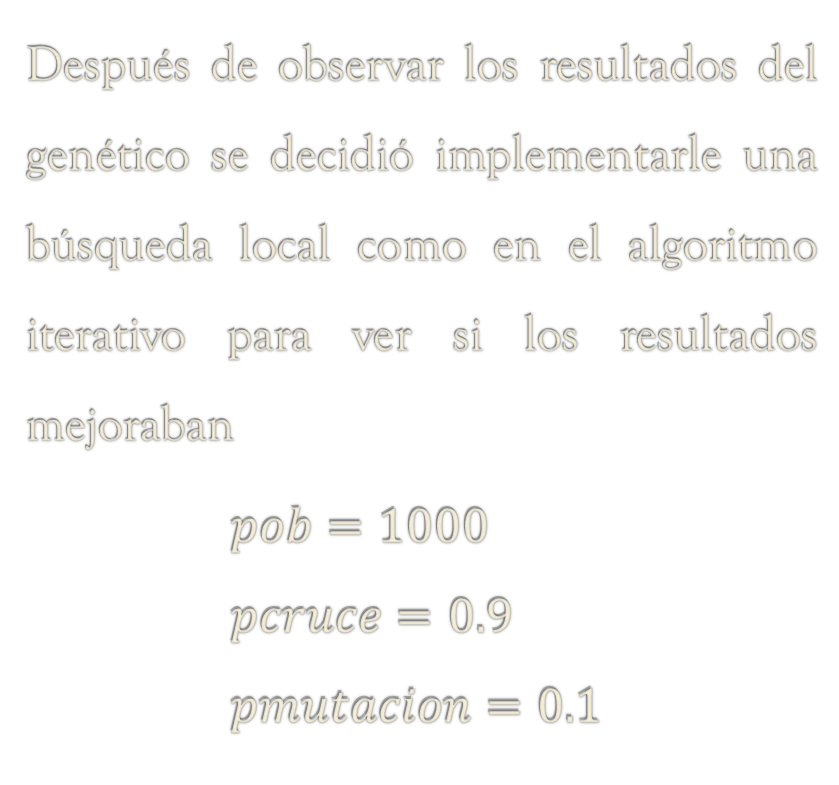 Después de observar los resultados del
genético se decidió implementarle una
búsqueda local como en el algoritmo
iterativo para ver si los resultados
mejoraban
pob = 1000
pcruce = 0.9
pmutacion = 0.1